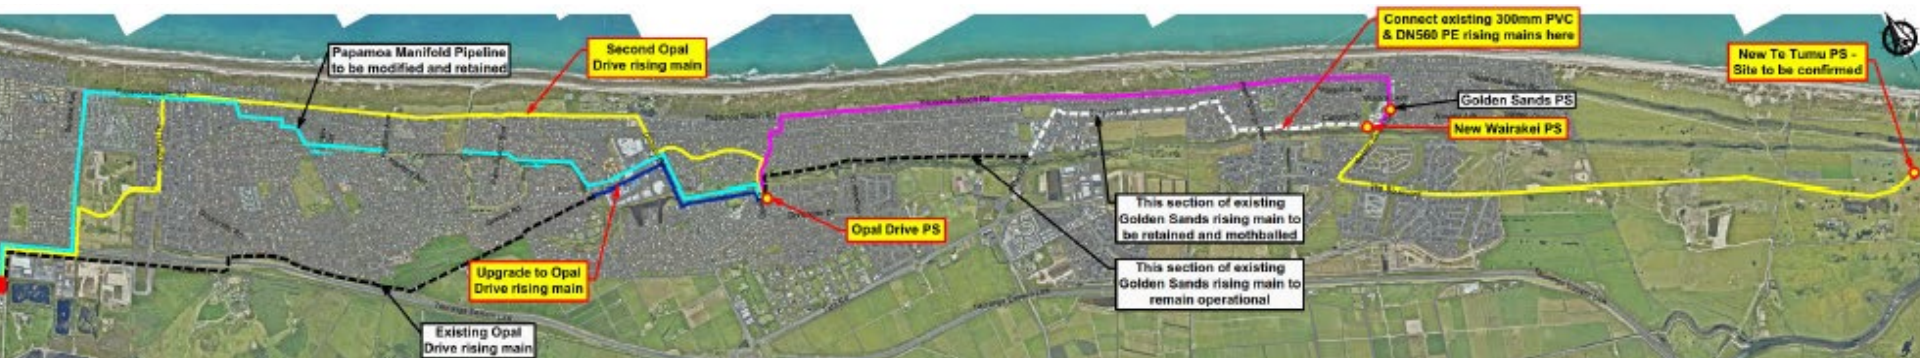 Papamoa Manifold Pipeline
to be modified and retained
Second Opal
Drive rising main
Connect existing 300mm PVC
& DN560 PE rising mains here
New Te Tumu PS -
Site to be confirmed
Golden Sands PS
New Wairakei PS
This section of existing
Golden Sands rising main to
be retained and mothballed
Opal Drive PS
This section of existing
Golden Sands rising main to
remain operational
Upgrade to Opal
Drive rising main
Existing Opal
Drive rising main